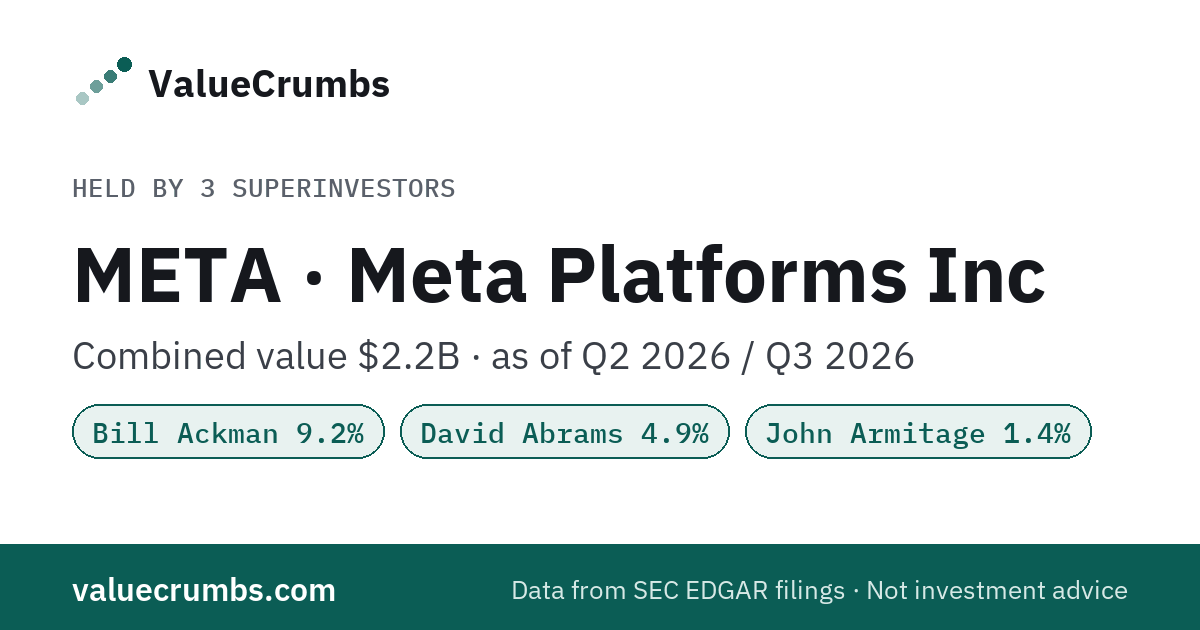 ValueCrumbs
HELD BY 3 SUPERINVESTORS
META · Meta Platforms Inc
Combined value $2.2B · as of Q2 2026 / Q3 2026
Bill Ackman 9.2% David Abrams 4.9% John Armitage 1.4%
valuecrumbs.com Data from SEC EDGAR filings · Not investment advice